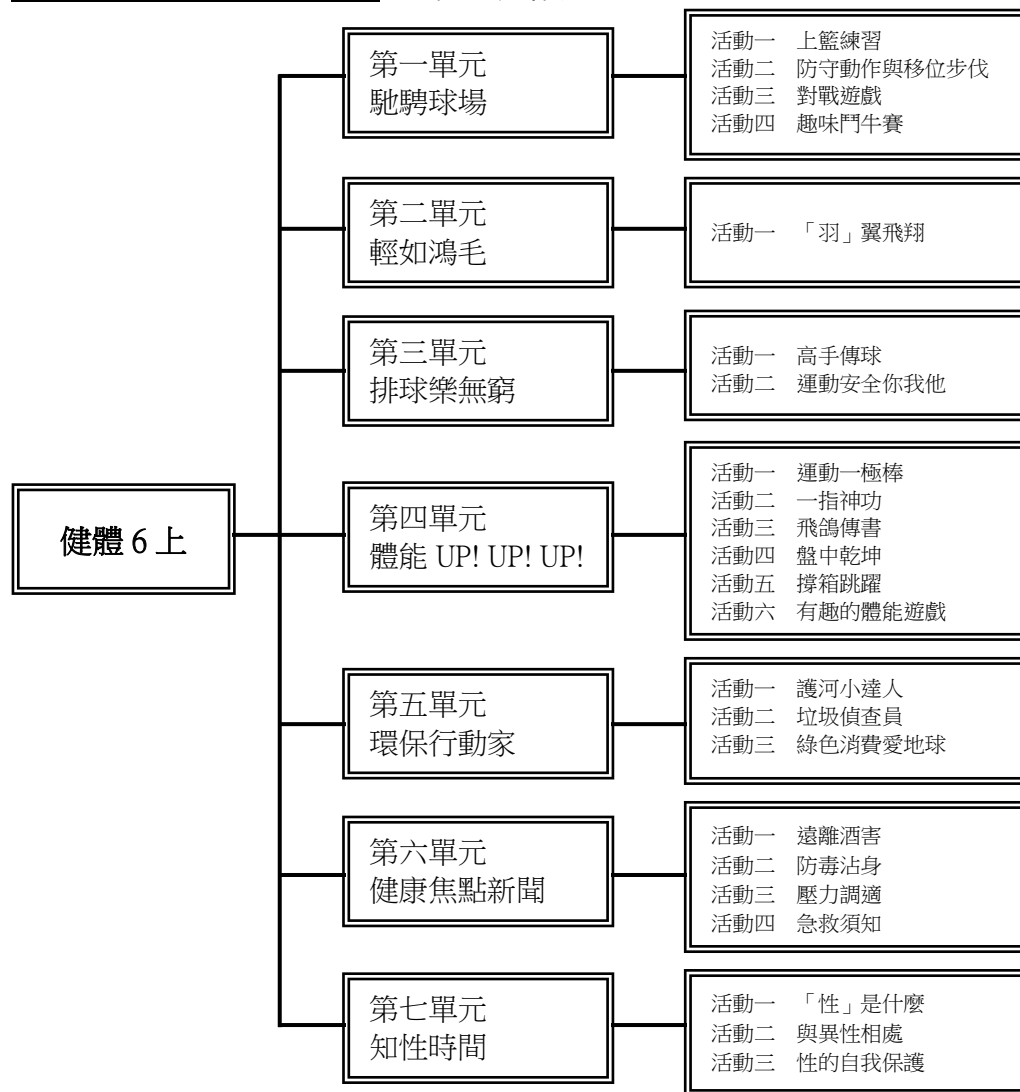 第一單元
馳騁球場
活動一 上籃練習
活動二 防守動作與移位步伐
活動三 對戰遊戲
活動四 趣味鬥牛賽
第二單元
輕如鴻毛
活動一 「羽」翼飛翔
第三單元
排球樂無窮
活動一 高手傳球
活動二 運動安全你我他
健體 6 上
第四單元
體能 UP! UP! UP!
活動一 運動一極棒
活動二 一指神功
活動三 飛鴿傳書
活動四 盤中乾坤
活動五 撐箱跳躍
活動六 有趣的體能遊戲
第五單元
環保行動家
活動一 護河小達人
活動二 垃圾偵查員
活動三 綠色消費愛地球
第六單元
健康焦點新聞
活動一 遠離酒害
活動二 防毒沾身
活動三 壓力調適
活動四 急救須知
第七單元
知性時間
活動一 「性」是什麼
活動二 與異性相處
活動三 性的自我保護